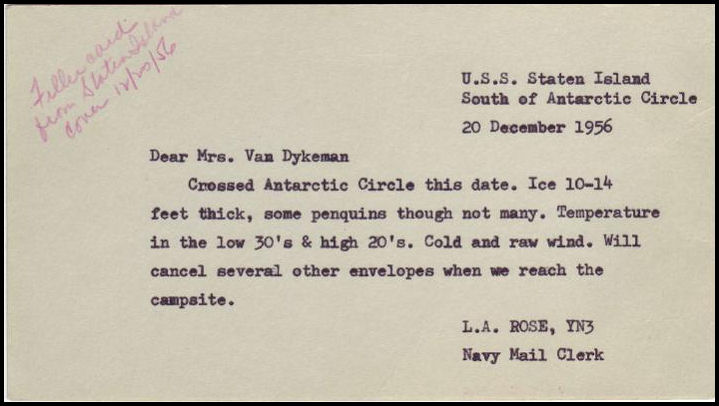 Filler card
from Staten Island
cover 12/20/56
U.S.S. Staten Island
South of Antarctic Circle
20 December 1956
Dear Mrs. Van Dykeman
Crossed Antarctic Circle this date. Ice 10-14
feet thick, some penquins though not many. Temperature
in the low 30's & high 20's. Cold and raw wind. Will
cancel several other envelopes when we reach the
campsite.
L.A. ROSE, YN3
Navy Mail Clerk